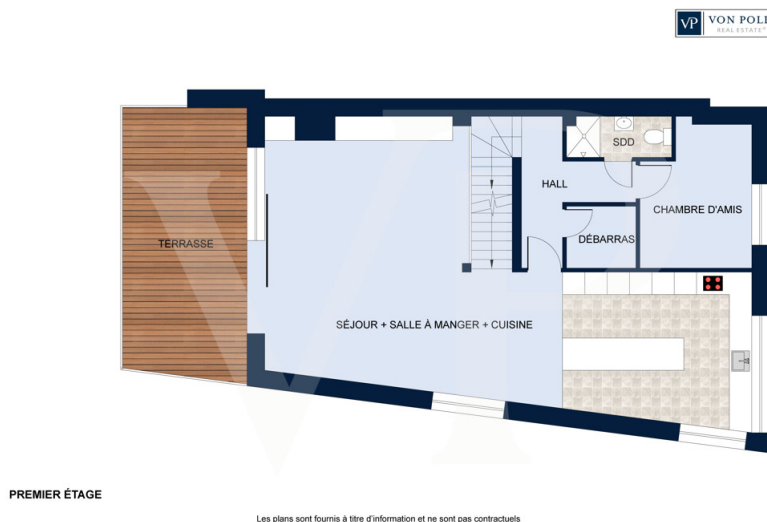 VP VON POLL
REAL ESTATE
SDD
HALL
CHAMBRE D'AMIS
TERRASSE
DÉBARRAS
SÉJOUR + SALLE À MANGER + CUISINE
PREMIER ÉTAGE
Les plans sont fournis à titre d'information et ne sont pas contractuels